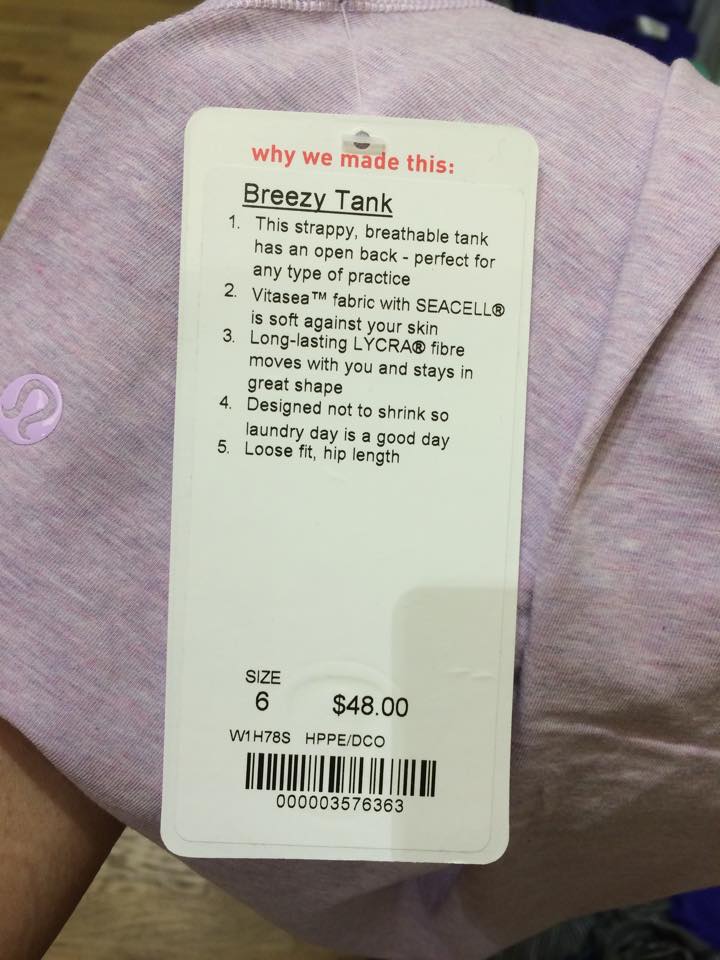 why we made this:
Breezy Tank
1. This strappy, breathable tank
has an open back - perfect for
any type of practice
2. Vitasea™ fabric with SEACELL®
is soft against your skin
3. Long-lasting LYCRA® fibre
moves with you and stays in
great shape
4. Designed not to shrink so
laundry day is a good day
5. Loose fit, hip length
SIZE
6 $48.00
W1H78S HPPE/DCO
000003576363